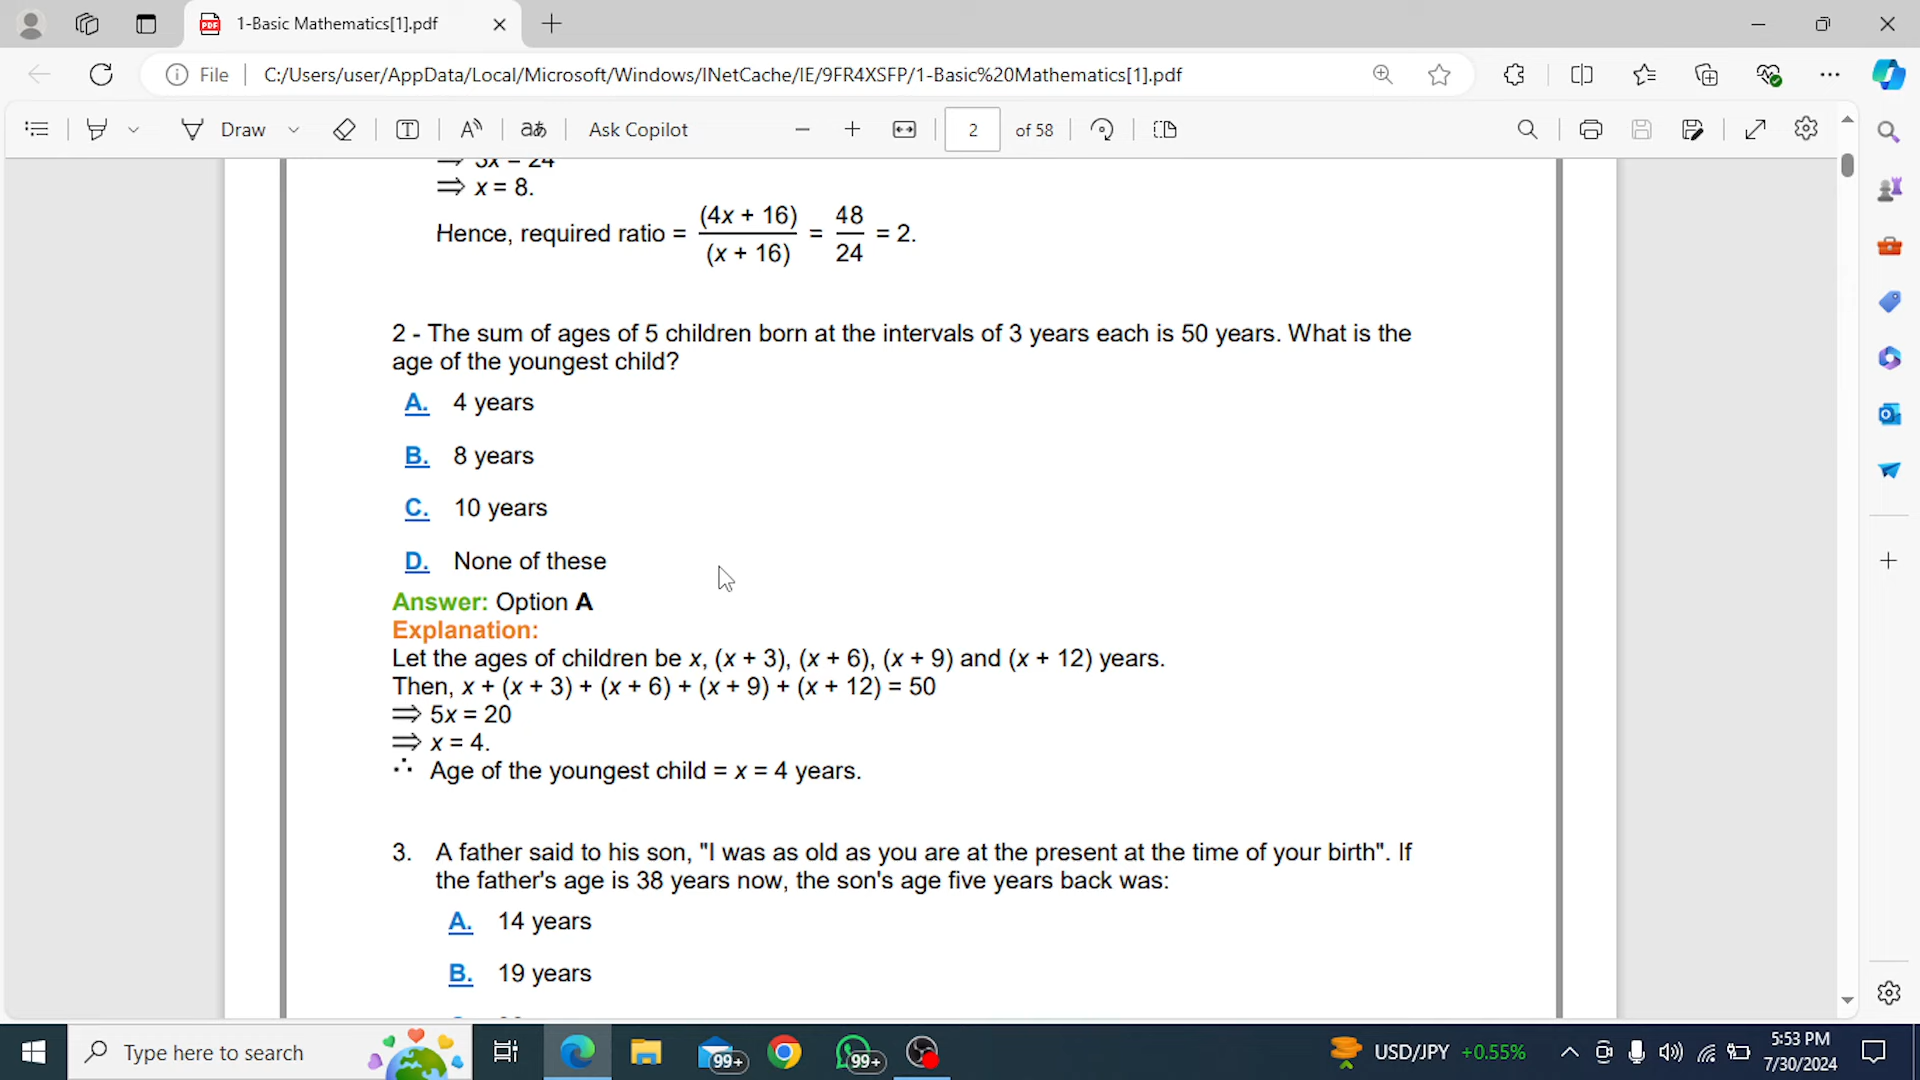 1-Basic Mathematics[1].pdf
File
C:/Users/user/AppData/Local/Microsoft/Windows/INetCache/IE/9FR4XSFP/1-Basic%20Mathematics[1].pdf
Draw
Ask Copilot
2 of 58
⇒ x = 8.
Hence, required ratio = (4x + 16) / (x + 16) = 48 / 24 = 2.
2 - The sum of ages of 5 children born at the intervals of 3 years each is 50 years. What is the
age of the youngest child?
A. 4 years
B. 8 years
C. 10 years
D. None of these
Answer: Option A
Explanation:
Let the ages of children be x, (x + 3), (x + 6), (x + 9) and (x + 12) years.
Then, x + (x + 3) + (x + 6) + (x + 9) + (x + 12) = 50
⇒ 5x = 20
⇒ x = 4.
∴ Age of the youngest child = x = 4 years.
3. A father said to his son, "I was as old as you are at the present at the time of your birth". If
the father's age is 38 years now, the son's age five years back was:
A. 14 years
B. 19 years
Type here to search
99+
99+
USD/JPY +0.55%
5:53 PM
7/30/2024